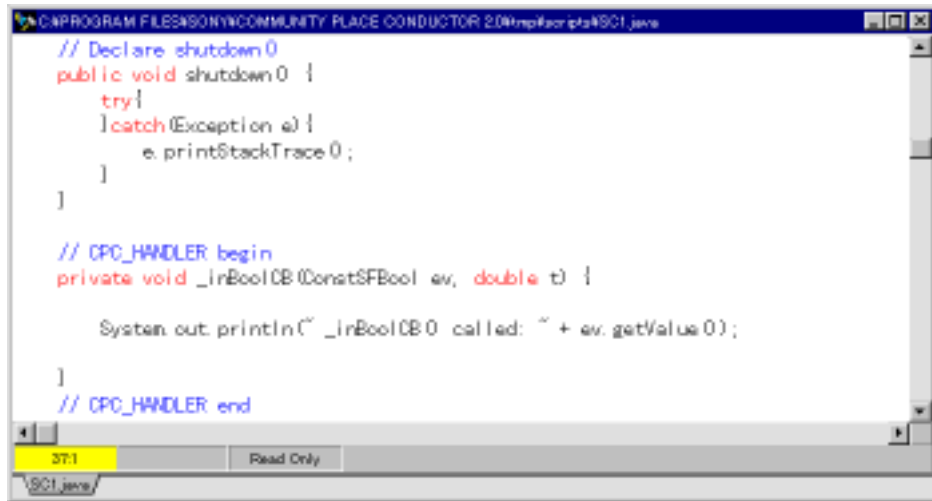 C:¥PROGRAM FILES¥SONY¥COMMUNITY PLACE CONDUCTOR 2.0¥tmp¥scripts¥SC1.java
// Declare shutdown()
public void shutdown() {
try{
}catch(Exception e){
e.printStackTrace();
}
}
// CPC_HANDLER begin
private void _inBoolCB(ConstSFBool ev, double t) {
System.out.println(" _inBoolCB() called: " + ev.getValue());
}
// CPC_HANDLER end
37:1 Read Only
SC1.java